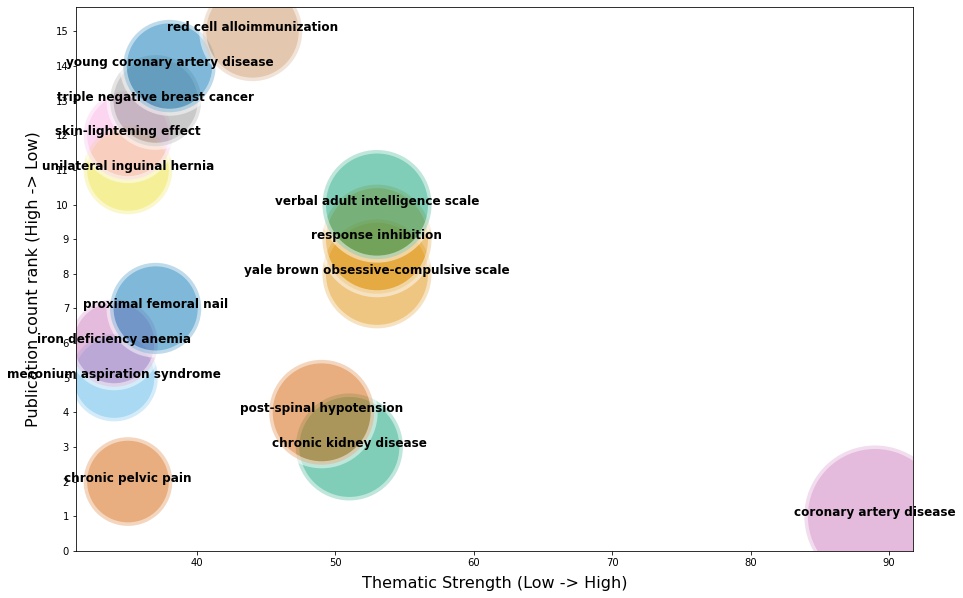 15
red cell alloimmunization
14
young coronary artery disease
13
triple negative breast cancer
12
skin-lightening effect
11
unilateral inguinal hernia
10
verbal adult intelligence scale
9
response inhibition
8
yale brown obsessive-compulsive scale
7
proximal femoral nail
6
iron deficiency anemia
5
meconium aspiration syndrome
4
post-spinal hypotension
3
chronic kidney disease
2
chronic pelvic pain
1
coronary artery disease
0
Publication count rank (High -> Low)
40 50 60 70 80 90
Thematic Strength (Low -> High)